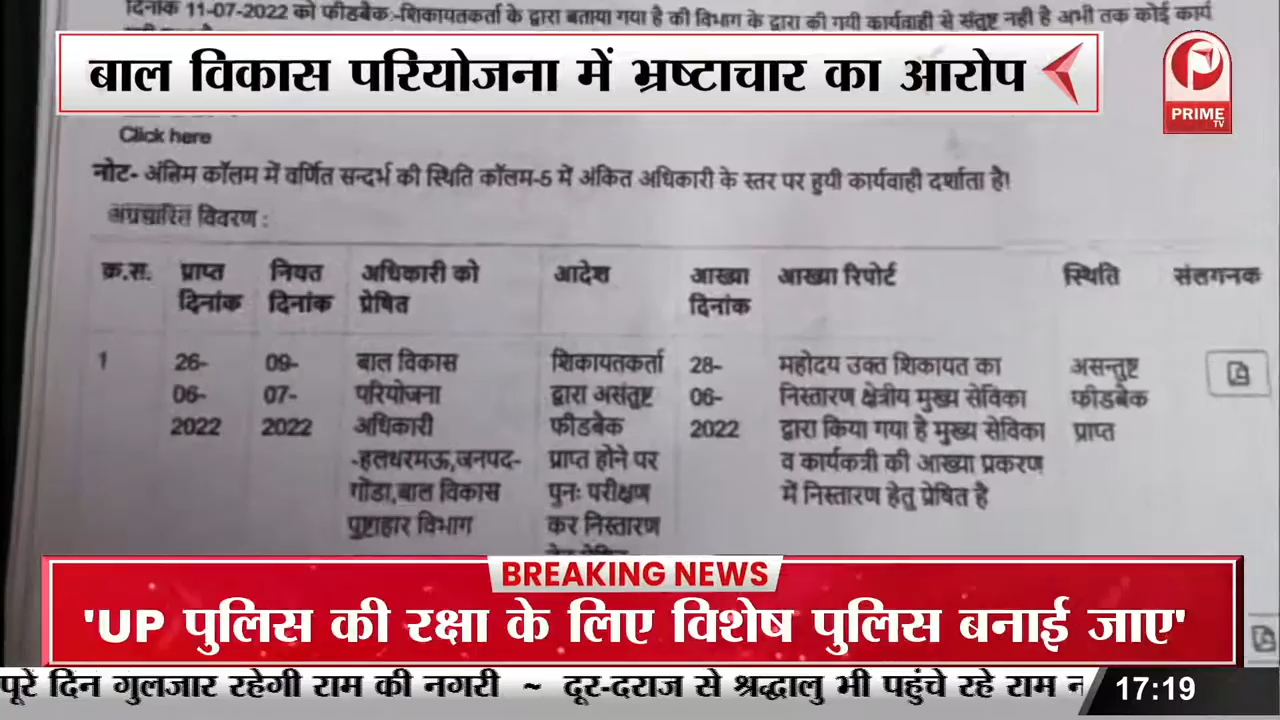 दिनांक 11-07-2022 को फीडबैक:-शिकायतकर्ता के द्वारा बताया गया है की विभाग के द्वारा की गयी कार्यवाही से संतुष्ट नही है अभी तक कोई कार्य
बाल विकास परियोजना में भ्रष्टाचार का आरोप
PRIME
TV
Click here
नोट- अंतिम कॉलम में वर्णित सन्दर्भ की स्थिति कॉलम-5 में अंकित अधिकारी के स्तर पर हुयी कार्यवाही दर्शाता है!
अग्रसारित विवरण :
क्र.स. प्राप्त नियत अधिकारी को आदेश आख्या आख्या रिपोर्ट स्थिति संलगनक
दिनांक दिनांक प्रेषित दिनांक
1 26- 09- बाल विकास शिकायतकर्ता 28- महोदय उक्त शिकायत का असन्तुष्ट
06- 07- परियोजना द्वारा असंतुष्ट 06- निस्तारण क्षेत्रीय मुख्य सेविका फीडबैक
2022 2022 अधिकारी फीडबैक 2022 द्वारा किया गया है मुख्य सेविका प्राप्त
-हलधरमऊ,जनपद- प्राप्त होने पर व कार्यकत्री की आख्या प्रकरण
गोंडा,बाल विकास पुनः परीक्षण में निस्तारण हेतु प्रेषित है
पुष्टाहार विभाग कर निस्तारण
BREAKING NEWS
'UP पुलिस की रक्षा के लिए विशेष पुलिस बनाई जाए'
पूरे दिन गुलजार रहेगी राम की नगरी ~ दूर-दराज से श्रद्धालु भी पहुंचे रहे राम न
17:19